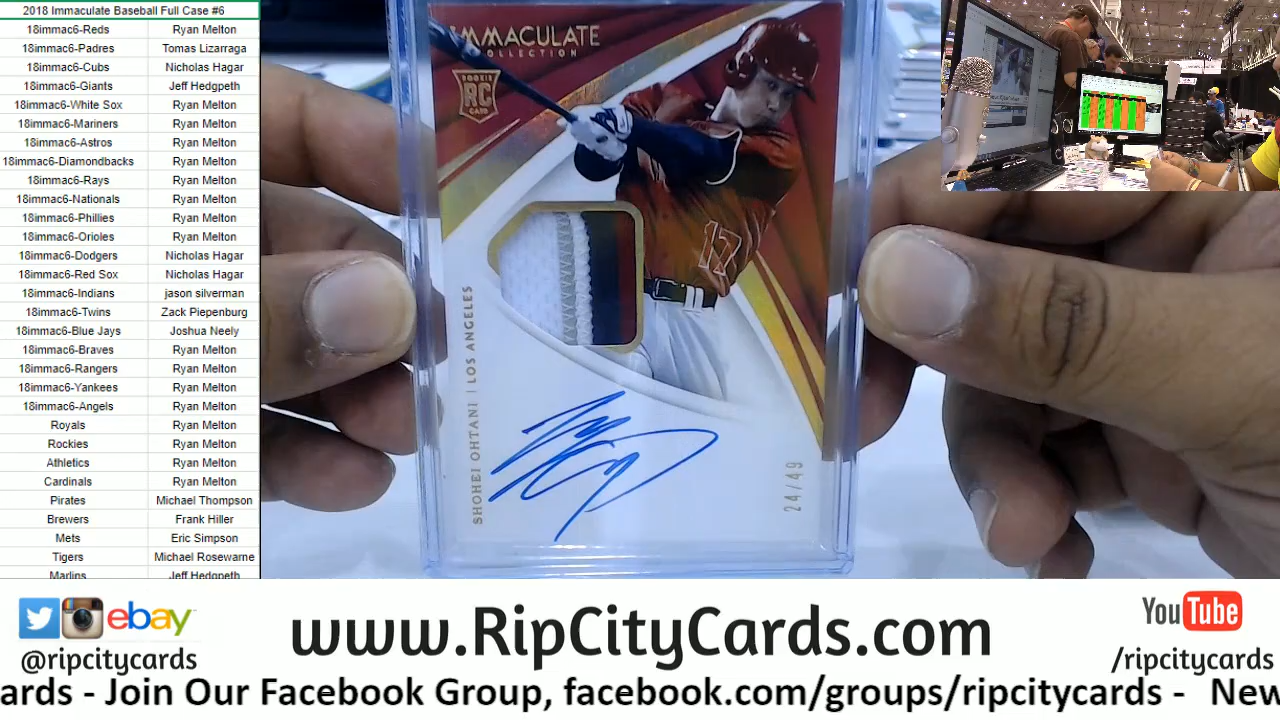 2018 Immaculate Baseball Full Case #6
18immac6-Reds Ryan Melton
18immac6-Padres Tomas Lizarraga
18immac6-Cubs Nicholas Hagar
18immac6-Giants Jeff Hedgpeth
18immac6-White Sox Ryan Melton
18immac6-Mariners Ryan Melton
18immac6-Astros Ryan Melton
18immac6-Diamondbacks Ryan Melton
18immac6-Rays Ryan Melton
18immac6-Nationals Ryan Melton
18immac6-Phillies Ryan Melton
18immac6-Orioles Ryan Melton
18immac6-Dodgers Nicholas Hagar
18immac6-Red Sox Nicholas Hagar
18immac6-Indians jason silverman
18immac6-Twins Zack Piepenburg
18immac6-Blue Jays Joshua Neely
18immac6-Braves Ryan Melton
18immac6-Rangers Ryan Melton
18immac6-Yankees Ryan Melton
18immac6-Angels Ryan Melton
Royals Ryan Melton
Rockies Ryan Melton
Athletics Ryan Melton
Cardinals Ryan Melton
Pirates Michael Thompson
Brewers Frank Hiller
Mets Eric Simpson
Tigers Michael Rosewarne
Marlins Jeff Hedgpeth
IMMACULATE
COLLECTION
ROOKIE
RC
CARD
17
SHOHEI OHTANI | LOS ANGELES
24/49
ebay
@ripcitycards
www.RipCityCards.com
YouTube
/ripcitycards
ards - Join Our Facebook Group, facebook.com/groups/ripcitycards - New